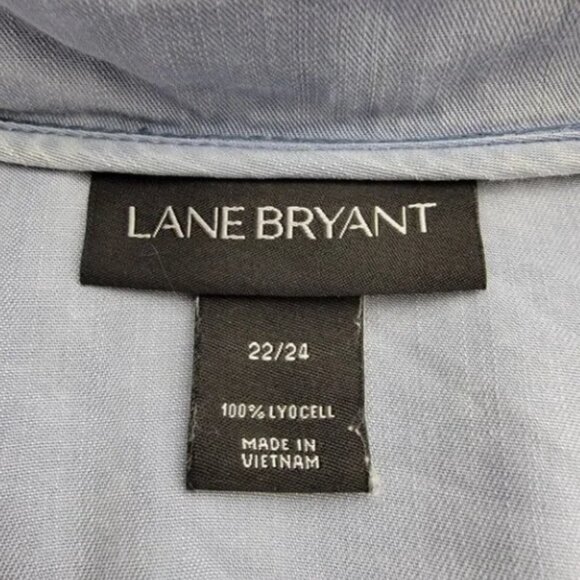 LANE BRYANT
22/24
100% LYOCELL
MADE IN
VIETNAM